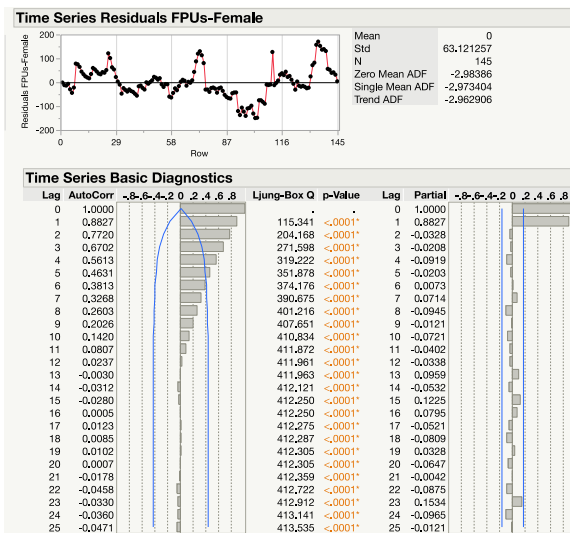 Time Series Residuals FPUs-Female
Residuals FPUs-Female
200
100
0
-100
-200
0 29 58 87 116 145
Row
Mean 0
Std 63.121257
N 145
Zero Mean ADF -2.98386
Single Mean ADF -2.973404
Trend ADF -2.962906
Time Series Basic Diagnostics
Lag AutoCorr -.8-.6-.4-.2 0 .2 .4 .6 .8 Ljung-Box Q p-Value Lag Partial -.8-.6-.4-.2 0 .2 .4 .6 .8
0 1.0000 . . 0 1.0000
1 0.8827 115.341 <.0001* 1 0.8827
2 0.7720 204.168 <.0001* 2 -0.0328
3 0.6702 271.598 <.0001* 3 -0.0208
4 0.5613 319.222 <.0001* 4 -0.0919
5 0.4631 351.878 <.0001* 5 -0.0203
6 0.3813 374.176 <.0001* 6 0.0073
7 0.3268 390.675 <.0001* 7 0.0714
8 0.2603 401.216 <.0001* 8 -0.0945
9 0.2026 407.651 <.0001* 9 -0.0121
10 0.1420 410.834 <.0001* 10 -0.0721
11 0.0807 411.872 <.0001* 11 -0.0402
12 0.0237 411.961 <.0001* 12 -0.0338
13 -0.0030 411.963 <.0001* 13 0.0959
14 -0.0312 412.121 <.0001* 14 -0.0532
15 -0.0280 412.250 <.0001* 15 0.1225
16 0.0005 412.250 <.0001* 16 0.0795
17 0.0123 412.275 <.0001* 17 -0.0521
18 0.0085 412.287 <.0001* 18 -0.0809
19 0.0102 412.305 <.0001* 19 0.0328
20 0.0007 412.305 <.0001* 20 -0.0647
21 -0.0178 412.359 <.0001* 21 -0.0042
22 -0.0458 412.722 <.0001* 22 -0.0875
23 -0.0330 412.912 <.0001* 23 0.1534
24 -0.0360 413.141 <.0001* 24 -0.0965
25 -0.0471 413.535 <.0001* 25 -0.0121